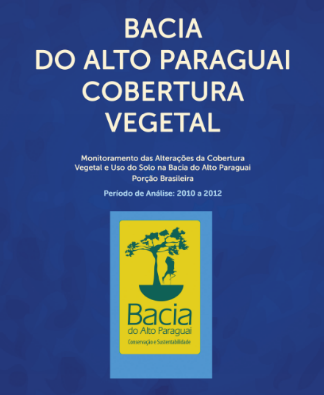 BACIA
DO ALTO PARAGUAI
COBERTURA
VEGETAL
Monitoramento das Alterações da Cobertura
Vegetal e Uso do Solo na Bacia do Alto Paraguai
Porção Brasileira
Período de Análise: 2010 a 2012
Bacia
do Alto Paraguai
Conservação e Sustentabilidade